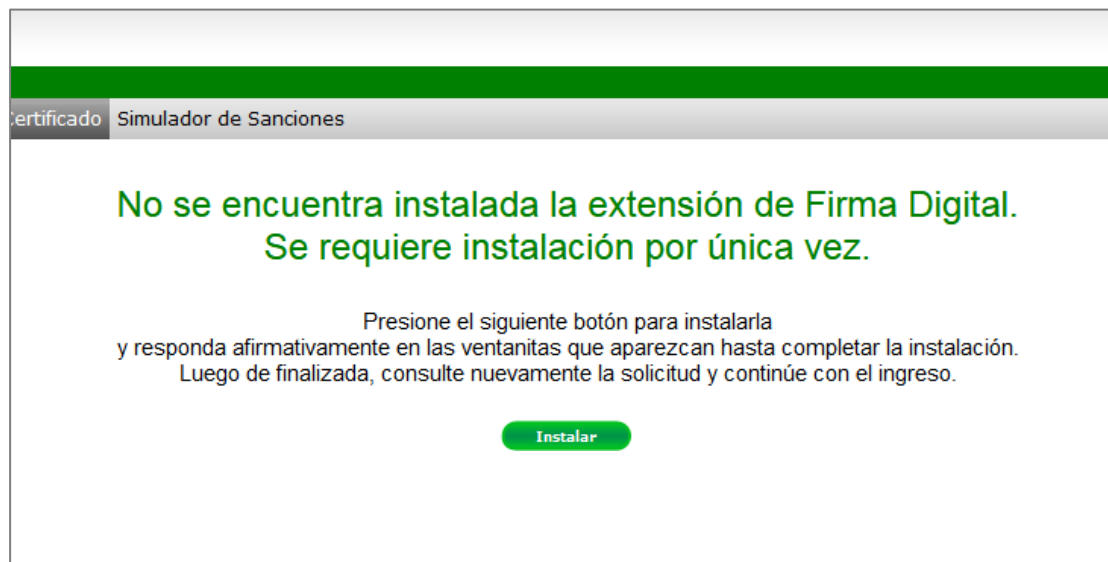 ertificado Simulador de Sanciones
No se encuentra instalada la extensión de Firma Digital.
Se requiere instalación por única vez.
Presione el siguiente botón para instalarla
y responda afirmativamente en las ventanitas que aparezcan hasta completar la instalación.
Luego de finalizada, consulte nuevamente la solicitud y continúe con el ingreso.
Instalar